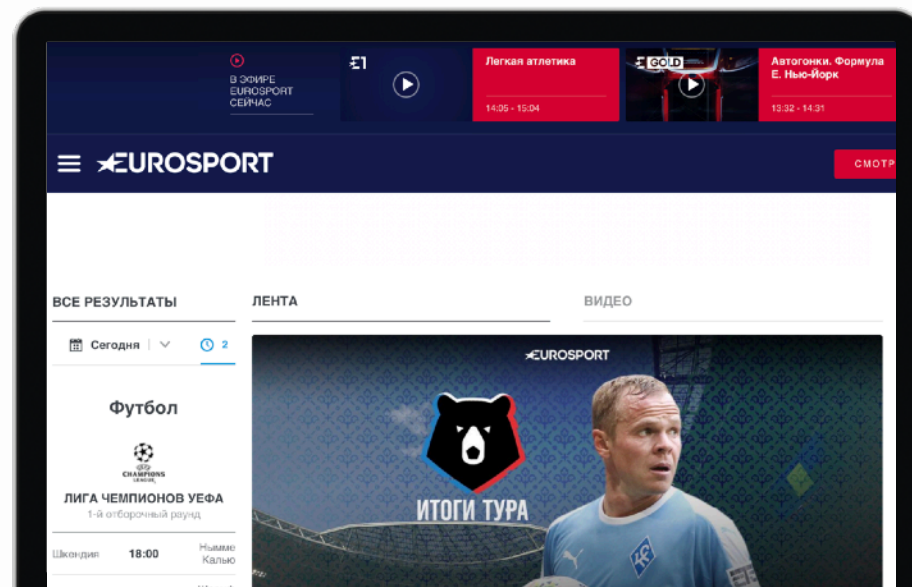 В ЭФИРЕ
EUROSPORT
СЕЙЧАС
E1
Легкая атлетика
14:05 - 15:04
E GOLD
Автогонки. Формула
Е. Нью-Йорк
13:32 - 14:31
EUROSPORT
СМОТР
ВСЕ РЕЗУЛЬТАТЫ
ЛЕНТА
ВИДЕО
Сегодня
2
EUROSPORT
Футбол
CHAMPIONS
LEAGUE
ЛИГА ЧЕМПИОНОВ УЕФА
1-й отборочный раунд
ИТОГИ ТУРА
Шкендия 18:00 Нымме
Калью